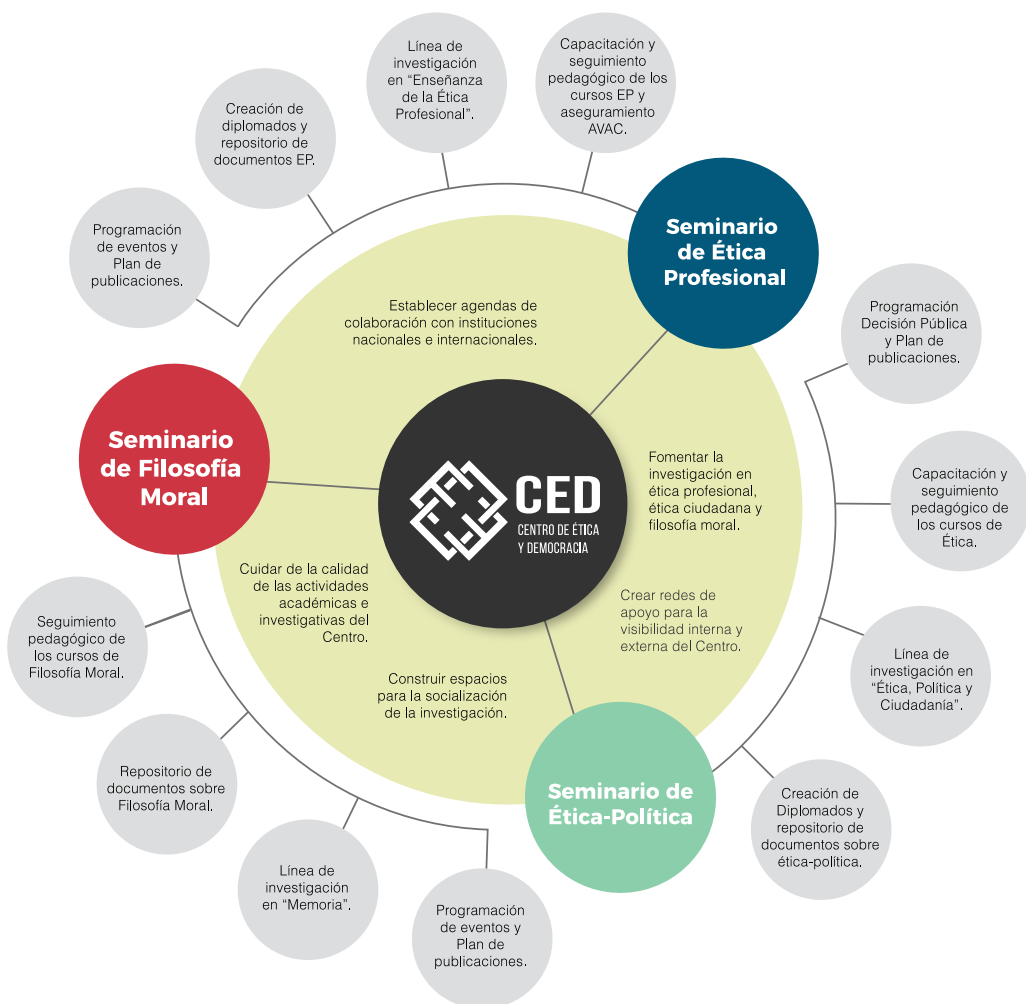 Línea de
investigación
en “Enseñanza
de la Ética
Profesional”.
Capacitación y
seguimiento
pedagógico de los
cursos EP y
aseguramiento
AVAC.
Creación de
diplomados y
repositorio de
documentos EP.
Programación
de eventos y
Plan de
publicaciones.
Seminario
de Ética
Profesional
Establecer agendas de
colaboración con instituciones
nacionales e internacionales.
Programación
Decisión Pública
y Plan de
publicaciones.
Seminario
de Filosofía
Moral
CED
CENTRO DE ÉTICA
Y DEMOCRACIA
Fomentar la
investigación en
ética profesional,
ética ciudadana y
filosofía moral.
Capacitación y
seguimiento
pedagógico de
los cursos de
Ética.
Cuidar de la calidad
de las actividades
académicas e
investigativas del
Centro.
Crear redes de
apoyo para la
visibilidad interna y
externa del Centro.
Construir espacios
para la socialización
de la investigación.
Seguimiento
pedagógico de
los cursos de
Filosofía Moral.
Línea de
investigación en
“Ética, Política y
Ciudadanía”.
Repositorio de
documentos sobre
Filosofía Moral.
Seminario de
Ética-Política
Creación de
Diplomados y
repositorio de
documentos sobre
ética-política.
Línea de
investigación
en “Memoria”.
Programación
de eventos y
Plan de
publicaciones.